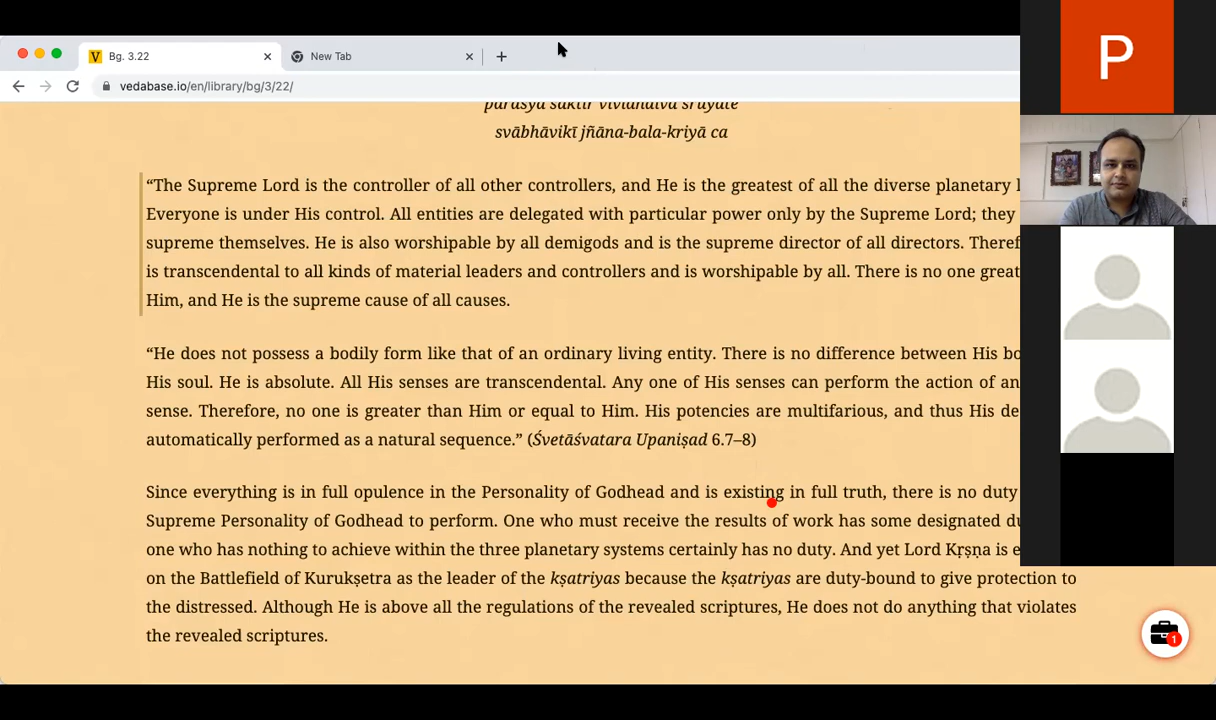 Bg. 3.22
New Tab
vedabase.io/en/library/bg/3/22/
P
svābhāvikī jñāna-bala-kriyā ca
“The Supreme Lord is the controller of all other controllers, and He is the greatest of all the diverse planetary
Everyone is under His control. All entities are delegated with particular power only by the Supreme Lord; they
supreme themselves. He is also worshipable by all demigods and is the supreme director of all directors.
is transcendental to all kinds of material leaders and controllers and is worshipable by all. There is no one
Him, and He is the supreme cause of all causes.
“He does not possess a bodily form like that of an ordinary living entity. There is no difference between His
His soul. He is absolute. All His senses are transcendental. Any one of His senses can perform the action of
sense. Therefore, no one is greater than Him or equal to Him. His potencies are multifarious, and thus His
automatically performed as a natural sequence.” (Śvetāśvatara Upaniṣad 6.7–8)
Since everything is in full opulence in the Personality of Godhead and is existing in full truth, there is no duty
Supreme Personality of Godhead to perform. One who must receive the results of work has some designated
one who has nothing to achieve within the three planetary systems certainly has no duty. And yet Lord Kṛṣṇa is
on the Battlefield of Kurukṣetra as the leader of the kṣatriyas because the kṣatriyas are duty-bound to give protection to
the distressed. Although He is above all the regulations of the revealed scriptures, He does not do anything that violates
the revealed scriptures.
1